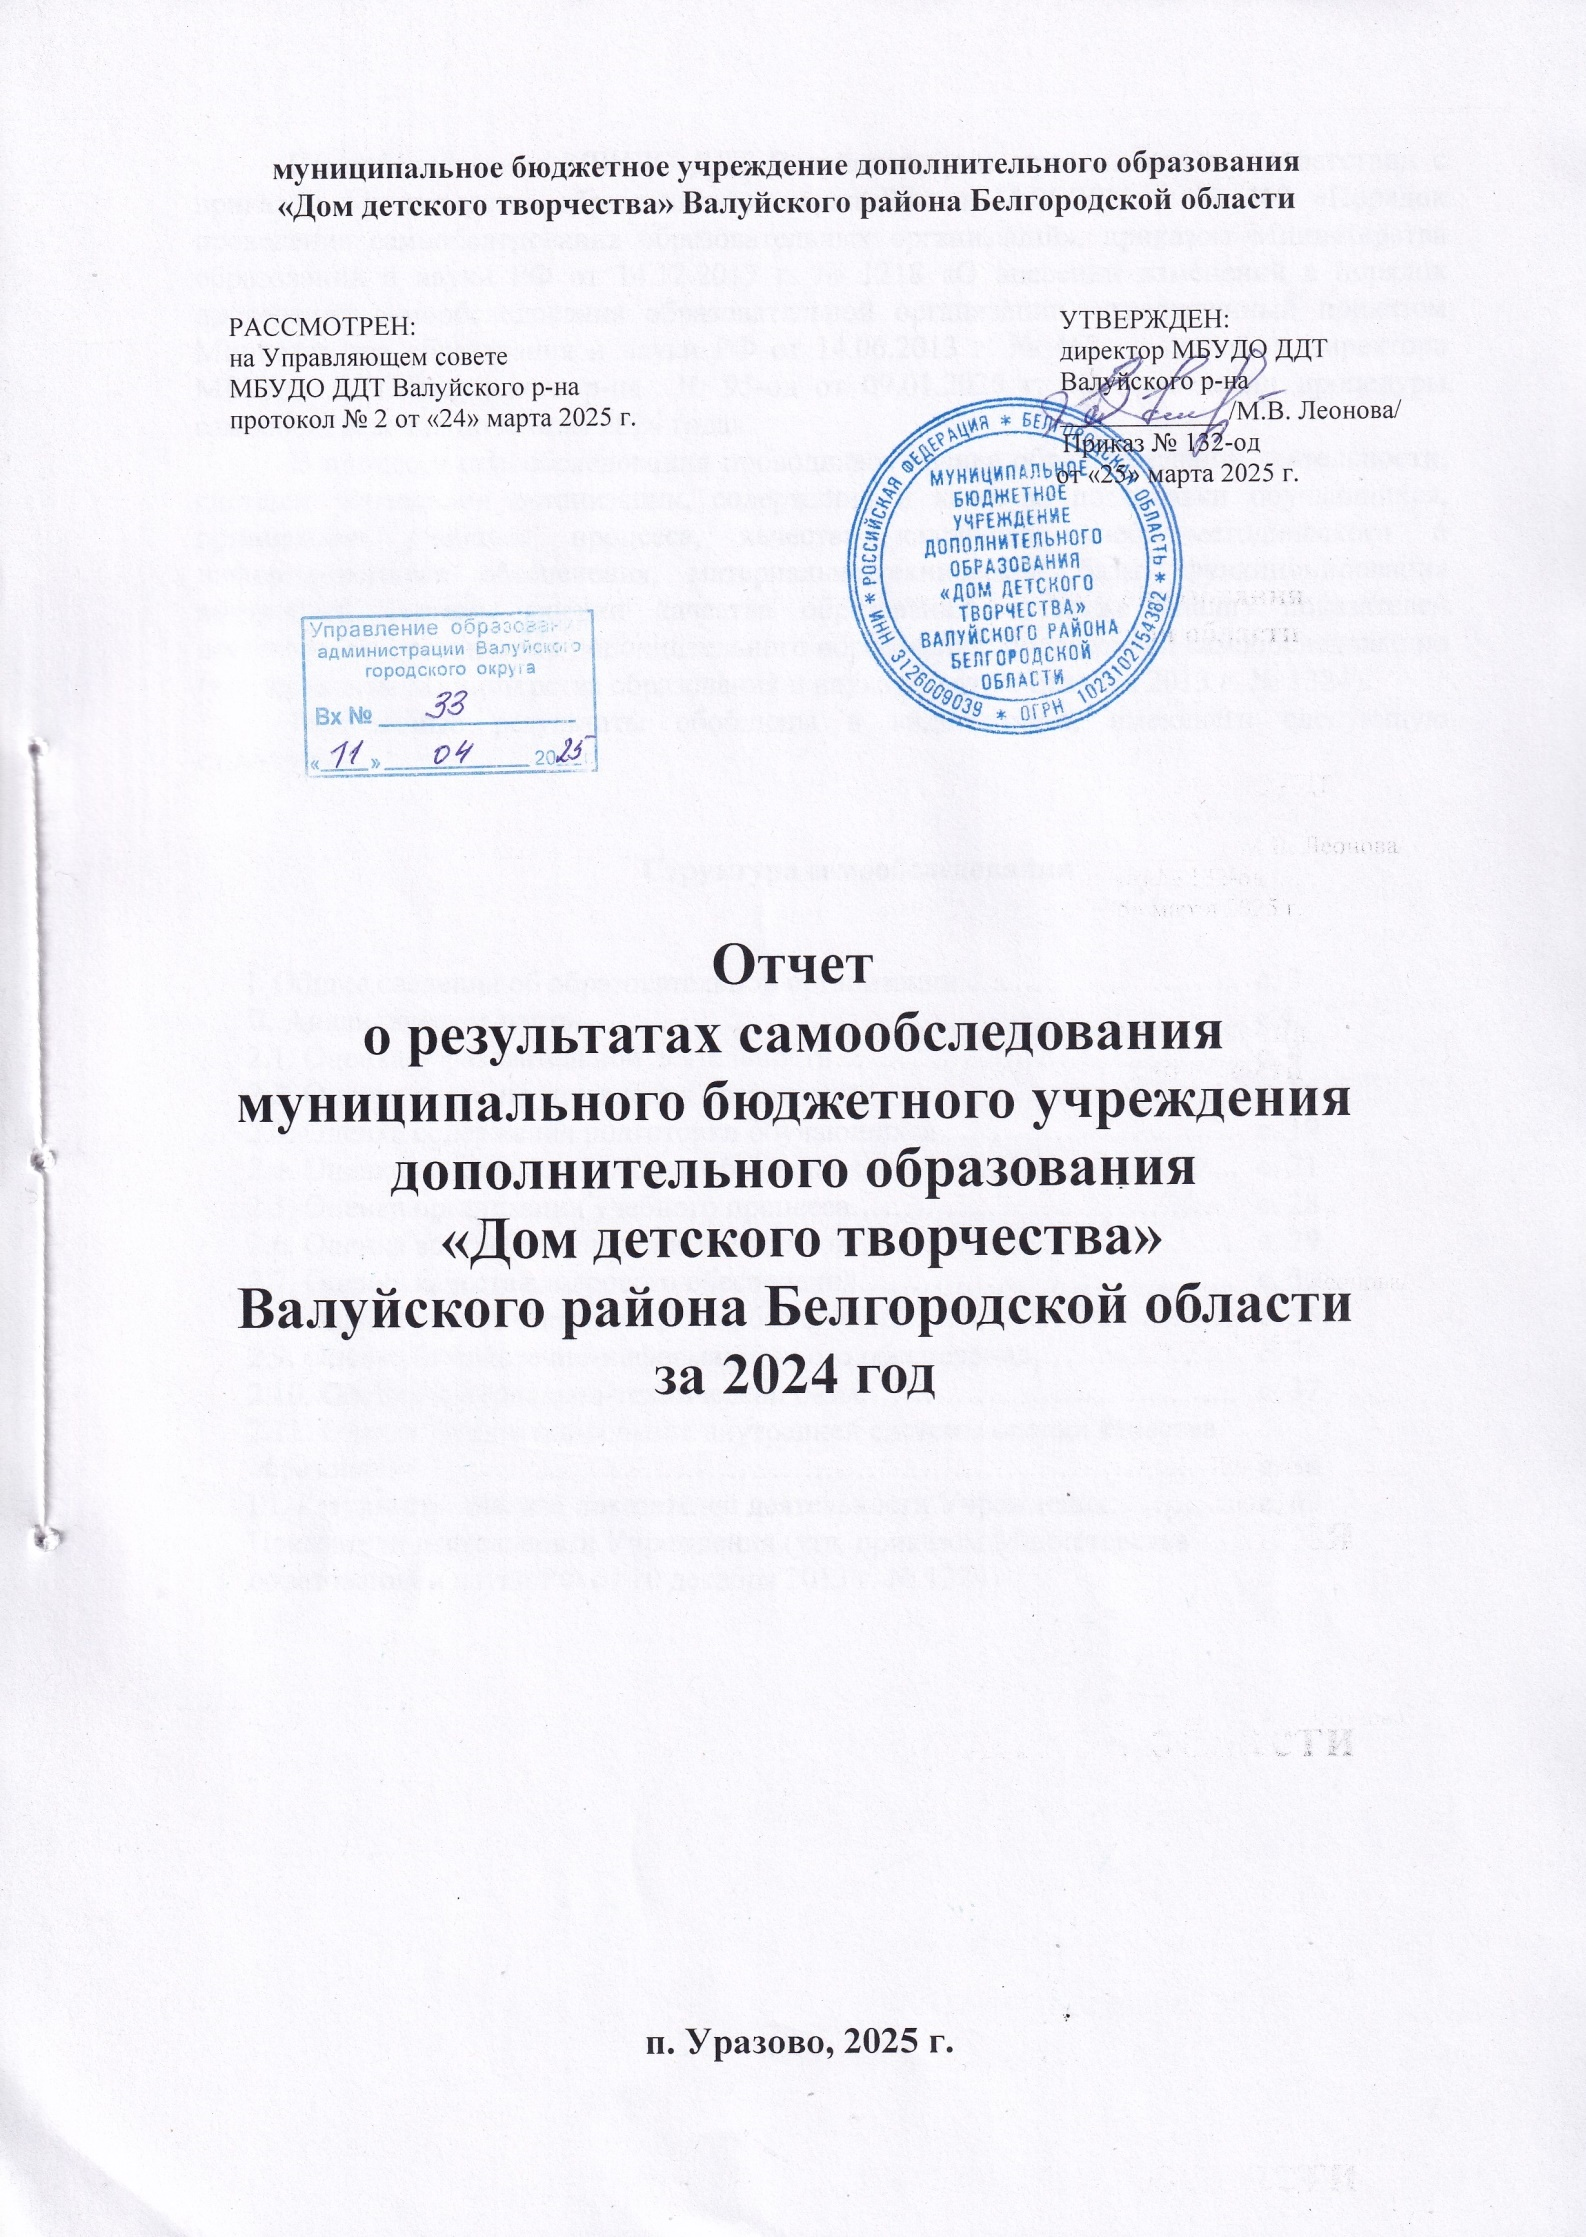 муниципальное бюджетное учреждение дополнительного образования
«Дом детского творчества» Валуйского района Белгородской области
РАССМОТРЕН:
на Управляющем совете
МБУДО ДДТ Валуйского р-на
протокол № 2 от «24» марта 2025 г.
УТВЕРЖДЕН:
директор МБУДО ДДТ
Валуйского р-на
/М.В. Леонова/
Приказ № 132-од
от «25» марта 2025 г.
РОССИЙСКАЯ ФЕДЕРАЦИЯ * БЕЛГОРОДСКАЯ ОБЛАСТЬ *
ОГРН 1023102154382 * ИНН 3126009039 *
МУНИЦИПАЛЬНОЕ
БЮДЖЕТНОЕ
УЧРЕЖДЕНИЕ
ДОПОЛНИТЕЛЬНОГО
ОБРАЗОВАНИЯ
«ДОМ ДЕТСКОГО
ТВОРЧЕСТВА»
ВАЛУЙСКОГО РАЙОНА
БЕЛГОРОДСКОЙ
ОБЛАСТИ
Управление образован
администрации Валуйского
городского округа
Вх № 33
«11» 04 2025
Отчет
о результатах самообследования
муниципального бюджетного учреждения
дополнительного образования
«Дом детского творчества»
Валуйского района Белгородской области
за 2024 год
п. Уразово, 2025 г.